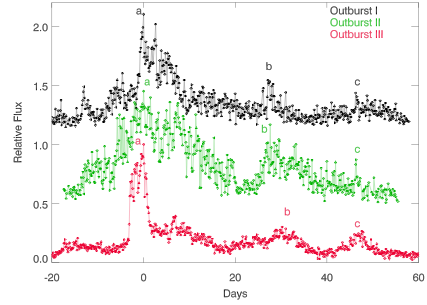 2.0
1.5
1.0
0.5
0.0
Relative Flux
Outburst I
Outburst II
Outburst III
a
b
c
a
b
c
a
b
c
-20
0
20
40
60
Days